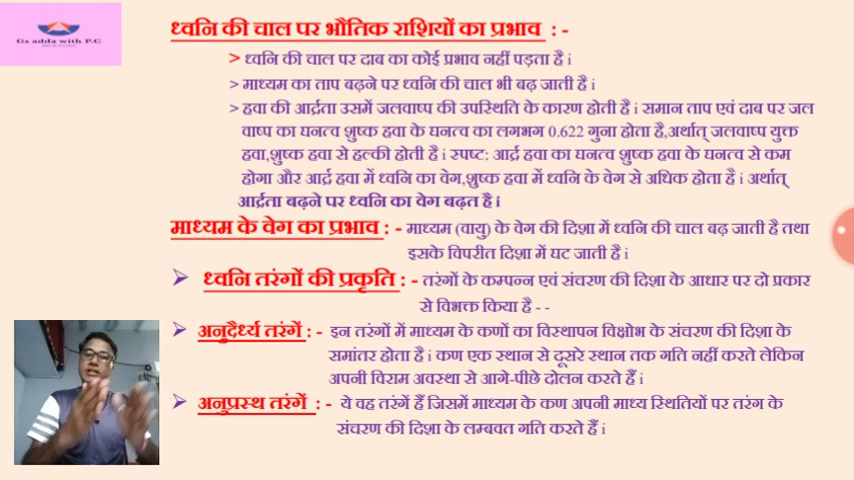 Gs adda with P.C
ध्वनि की चाल पर भौतिक राशियों का प्रभाव : -
> ध्वनि की चाल पर दाब का कोई प्रभाव नहीं पड़ता है i
> माध्यम का ताप बढ़ने पर ध्वनि की चाल भी बढ़ जाती है i
> हवा की आर्द्रता उसमें जलवाष्प की उपस्थिति के कारण होती है i समान ताप एवं दाब पर जल
वाष्प का घनत्व शुष्क हवा के घनत्व का लगभग 0.622 गुना होता है,अर्थात् जलवाष्प युक्त
हवा,शुष्क हवा से हल्की होती है i स्पष्ट: आर्द्र हवा का घनत्व शुष्क हवा के घनत्व से कम
होगा और आर्द्र हवा में ध्वनि का वेग,शुष्क हवा में ध्वनि के वेग से अधिक होता है i अर्थात्
आर्द्रता बढ़ने पर ध्वनि का वेग बढ़त है i
माध्यम के वेग का प्रभाव : - माध्यम (वायु) के वेग की दिशा में ध्वनि की चाल बढ़ जाती है तथा
इसके विपरीत दिशा में घट जाती है i
➢ ध्वनि तरंगों की प्रकृति : - तरंगों के कम्पन्न एवं संचरण की दिशा के आधार पर दो प्रकार
से विभक्त किया है - -
➢ अनुदैर्ध्य तरंगें : - इन तरंगों में माध्यम के कणों का विस्थापन विक्षोभ के संचरण की दिशा के
समांतर होता है i कण एक स्थान से दूसरे स्थान तक गति नहीं करते लेकिन
अपनी विराम अवस्था से आगे-पीछे दोलन करते हैं i
➢ अनुप्रस्थ तरंगें : - ये वह तरंगें हैं जिसमें माध्यम के कण अपनी माध्य स्थितियों पर तरंग के
संचरण की दिशा के लम्बवत गति करते हैं i